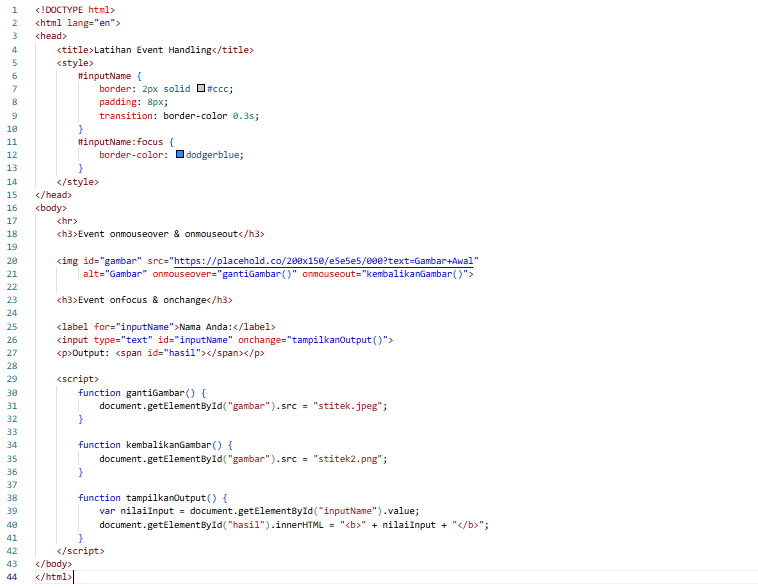 1 <!DOCTYPE html>
2 <html lang="en">
3 <head>
4     <title>Latihan Event Handling</title>
5     <style>
6         #inputName {
7             border: 2px solid #ccc;
8             padding: 8px;
9             transition: border-color 0.3s;
10         }
11         #inputName:focus {
12             border-color: dodgerblue;
13         }
14     </style>
15 </head>
16 <body>
17     <hr>
18     <h3>Event onmouseover & onmouseout</h3>
19
20     <img id="gambar" src="https://placehold.co/200x150/e5e5e5/000?text=Gambar+Awal"
21          alt="Gambar" onmouseover="gantiGambar()" onmouseout="kembalikanGambar()">
22
23     <h3>Event onfocus & onchange</h3>
24
25     <label for="inputName">Nama Anda:</label>
26     <input type="text" id="inputName" onchange="tampilkanOutput()">
27     <p>Output: <span id="hasil"></span></p>
28
29     <script>
30         function gantiGambar() {
31             document.getElementById("gambar").src = "stitek.jpeg";
32         }
33
34         function kembalikanGambar() {
35             document.getElementById("gambar").src = "stitek2.png";
36         }
37
38         function tampilkanOutput() {
39             var nilaiInput = document.getElementById("inputName").value;
40             document.getElementById("hasil").innerHTML = "<b>" + nilaiInput + "</b>";
41         }
42     </script>
43 </body>
44 </html>